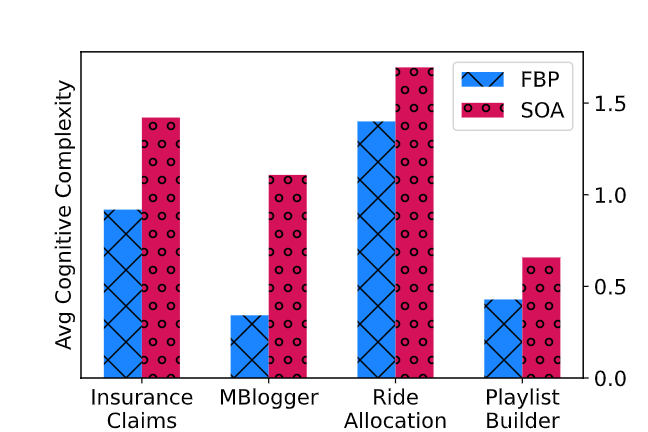 Avg Cognitive Complexity
FBP
SOA
1.5
1.0
0.5
0.0
Insurance
Claims
MBlogger
Ride
Allocation
Playlist
Builder